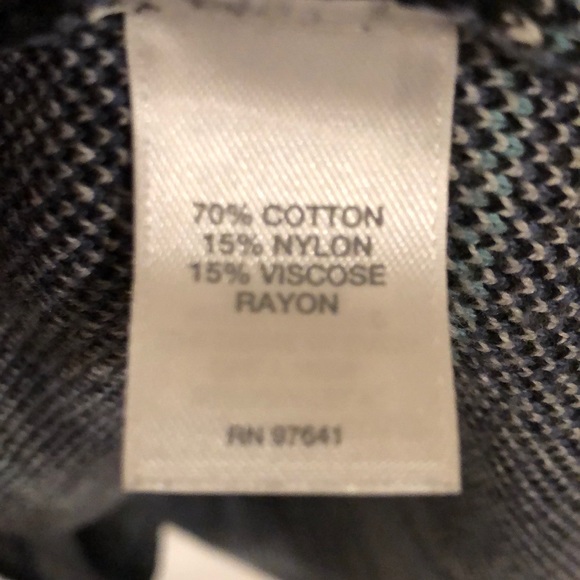 70% COTTON
15% NYLON
15% VISCOSE
RAYON
RN 97641